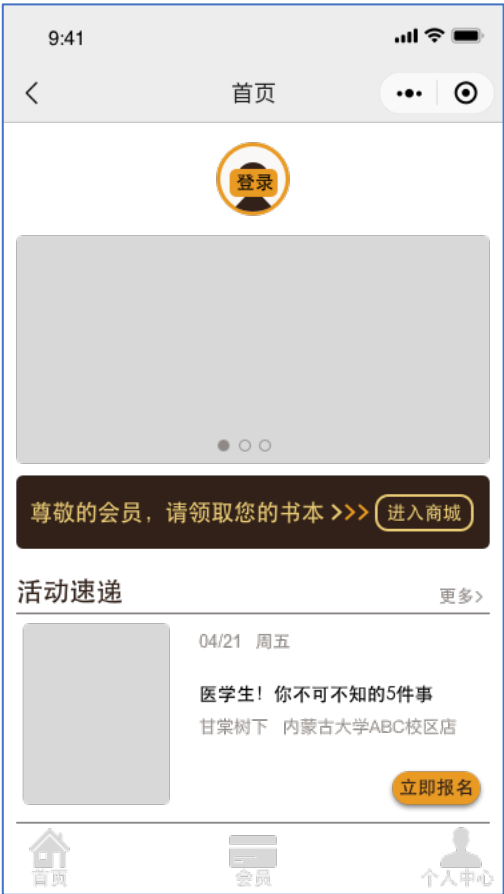 9:41
首页
登录
尊敬的会员，请领取您的书本 >>> 进入商城
活动速递 更多>
04/21 周五
医学生！你不可不知的5件事
甘棠树下 内蒙古大学ABC校区店
立即报名
首页 会员 个人中心